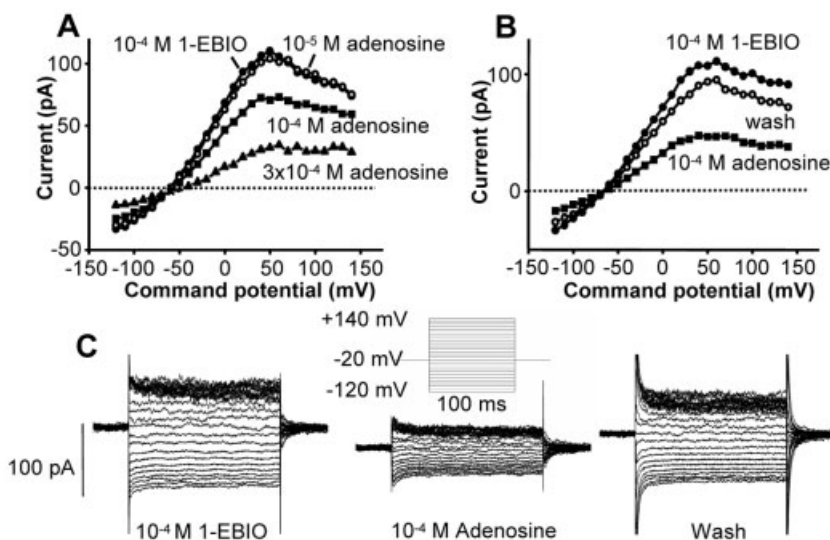 A
B
10⁻⁴ M 1-EBIO
10⁻⁵ M adenosine
10⁻⁴ M adenosine
3x10⁻⁴ M adenosine
Current (pA)
100
50
0
-50
-150 -100 -50 0 50 100 150
Command potential (mV)
10⁻⁴ M 1-EBIO
wash
10⁻⁴ M adenosine
Current (pA)
100
0
-150 -100 -50 0 50 100 150
Command potential (mV)
C
+140 mV
-20 mV
-120 mV
100 ms
100 pA
10⁻⁴ M 1-EBIO
10⁻⁴ M Adenosine
Wash